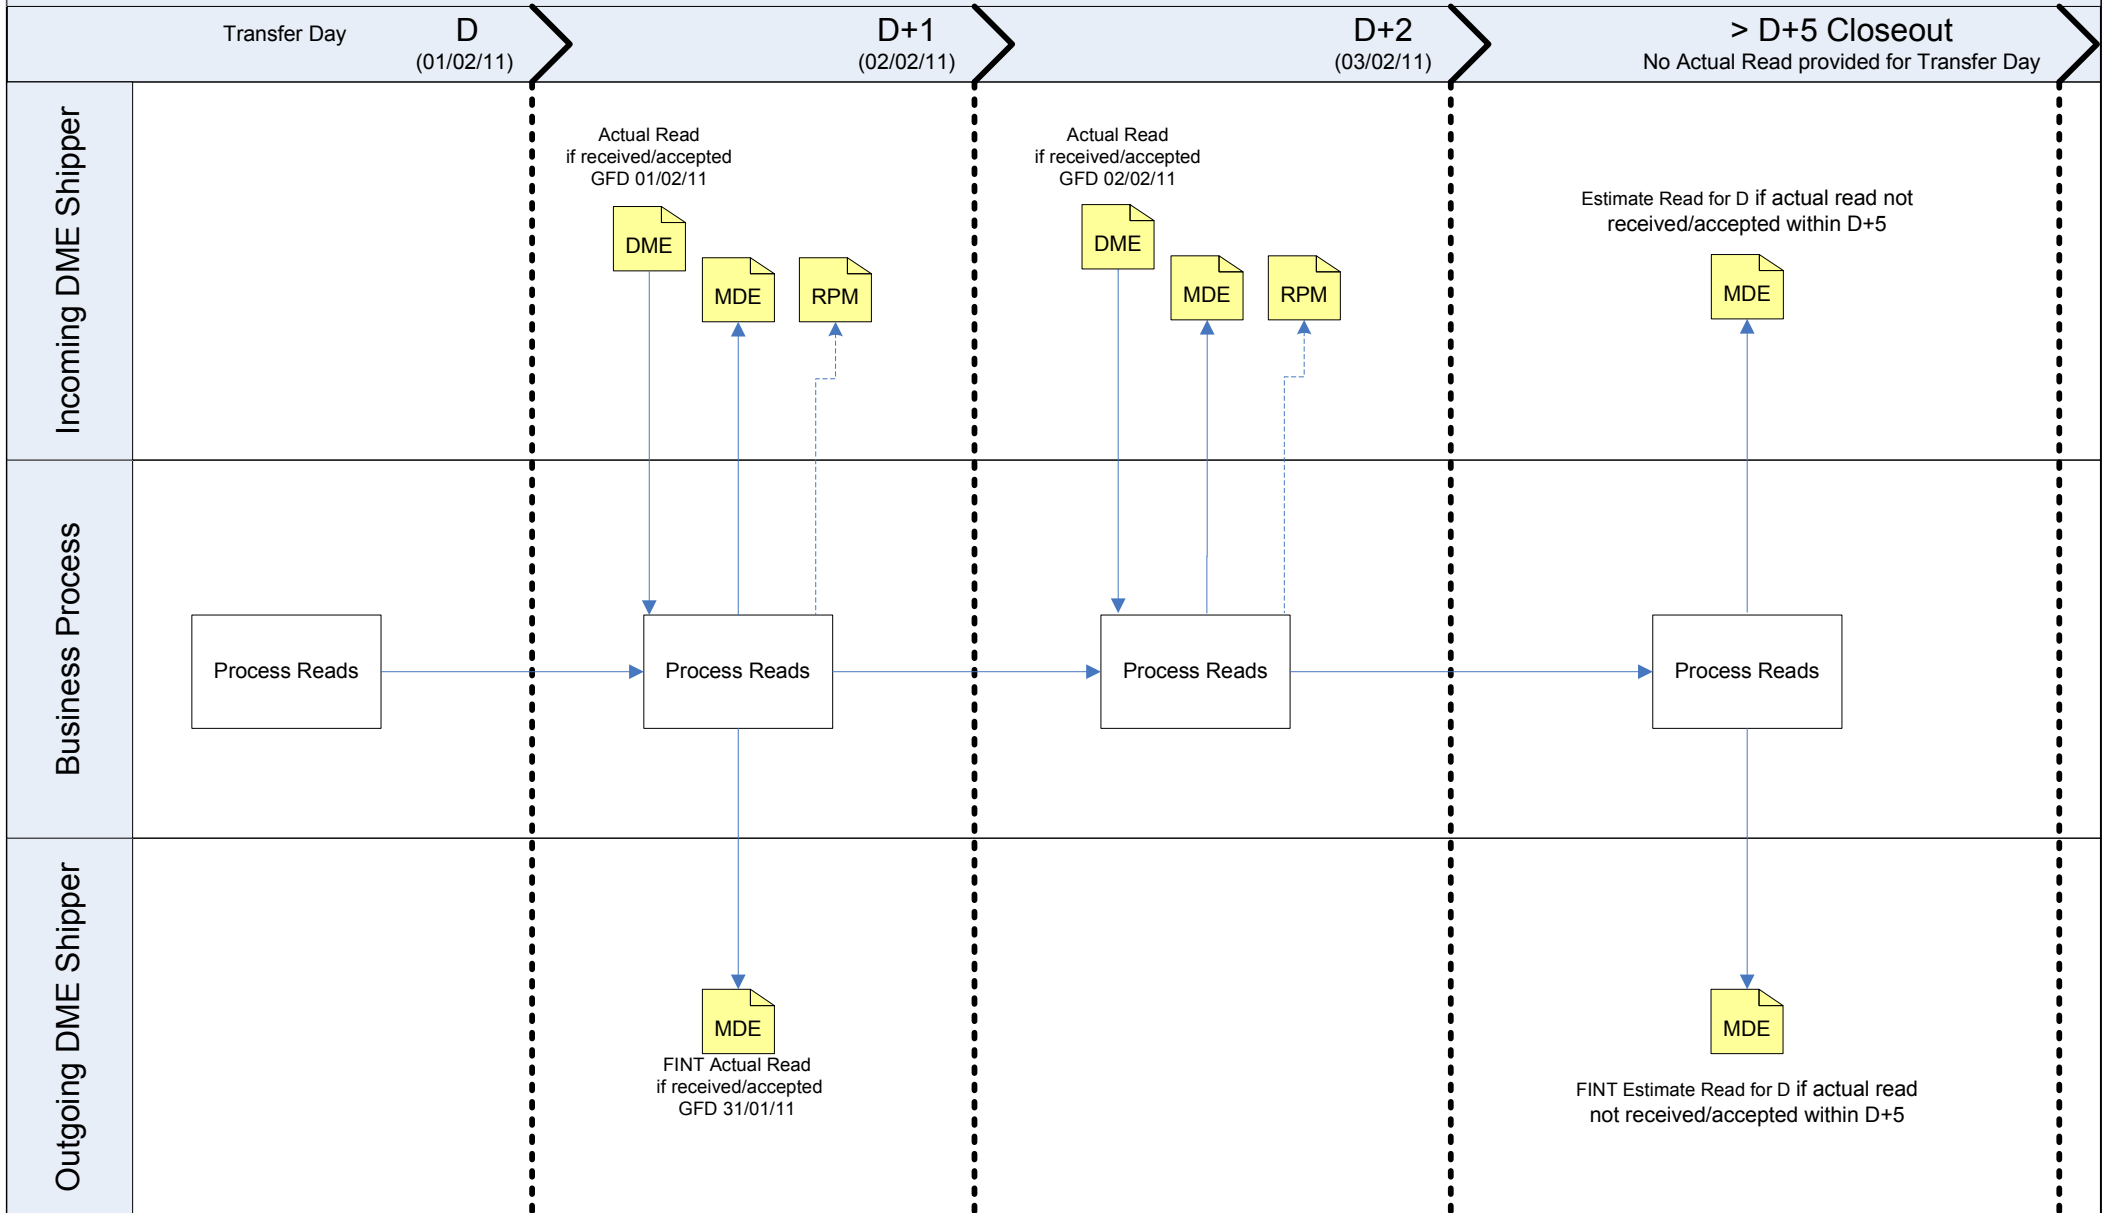 Transfer Day
D
(01/02/11)
D+1
(02/02/11)
D+2
(03/02/11)
> D+5 Closeout
No Actual Read provided for Transfer Day
Incoming DME Shipper
Actual Read
if received/accepted
GFD 01/02/11
DME
MDE
RPM
Actual Read
if received/accepted
GFD 02/02/11
DME
MDE
RPM
Estimate Read for D if actual read not
received/accepted within D+5
MDE
Business Process
Process Reads
Process Reads
Process Reads
Process Reads
Outgoing DME Shipper
MDE
FINT Actual Read
if received/accepted
GFD 31/01/11
MDE
FINT Estimate Read for D if actual read
not received/accepted within D+5